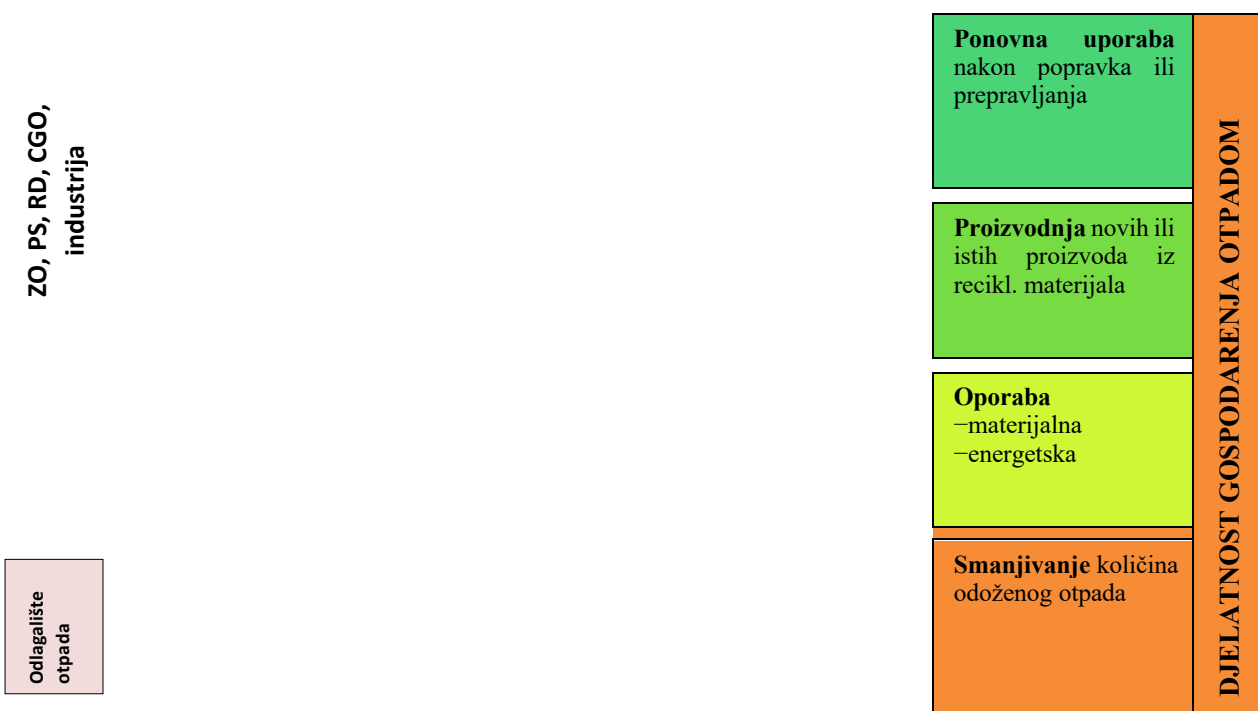 ZO, PS, RD, CGO,
industrija
Odlagalište
otpada
Ponovna uporaba
nakon popravka ili
prepravljanja
Proizvodnja novih ili
istih proizvoda iz
recikl. materijala
Oporaba
−materijalna
−energetska
Smanjivanje količina
odoženog otpada
DJELATNOST GOSPODARENJA OTPADOM